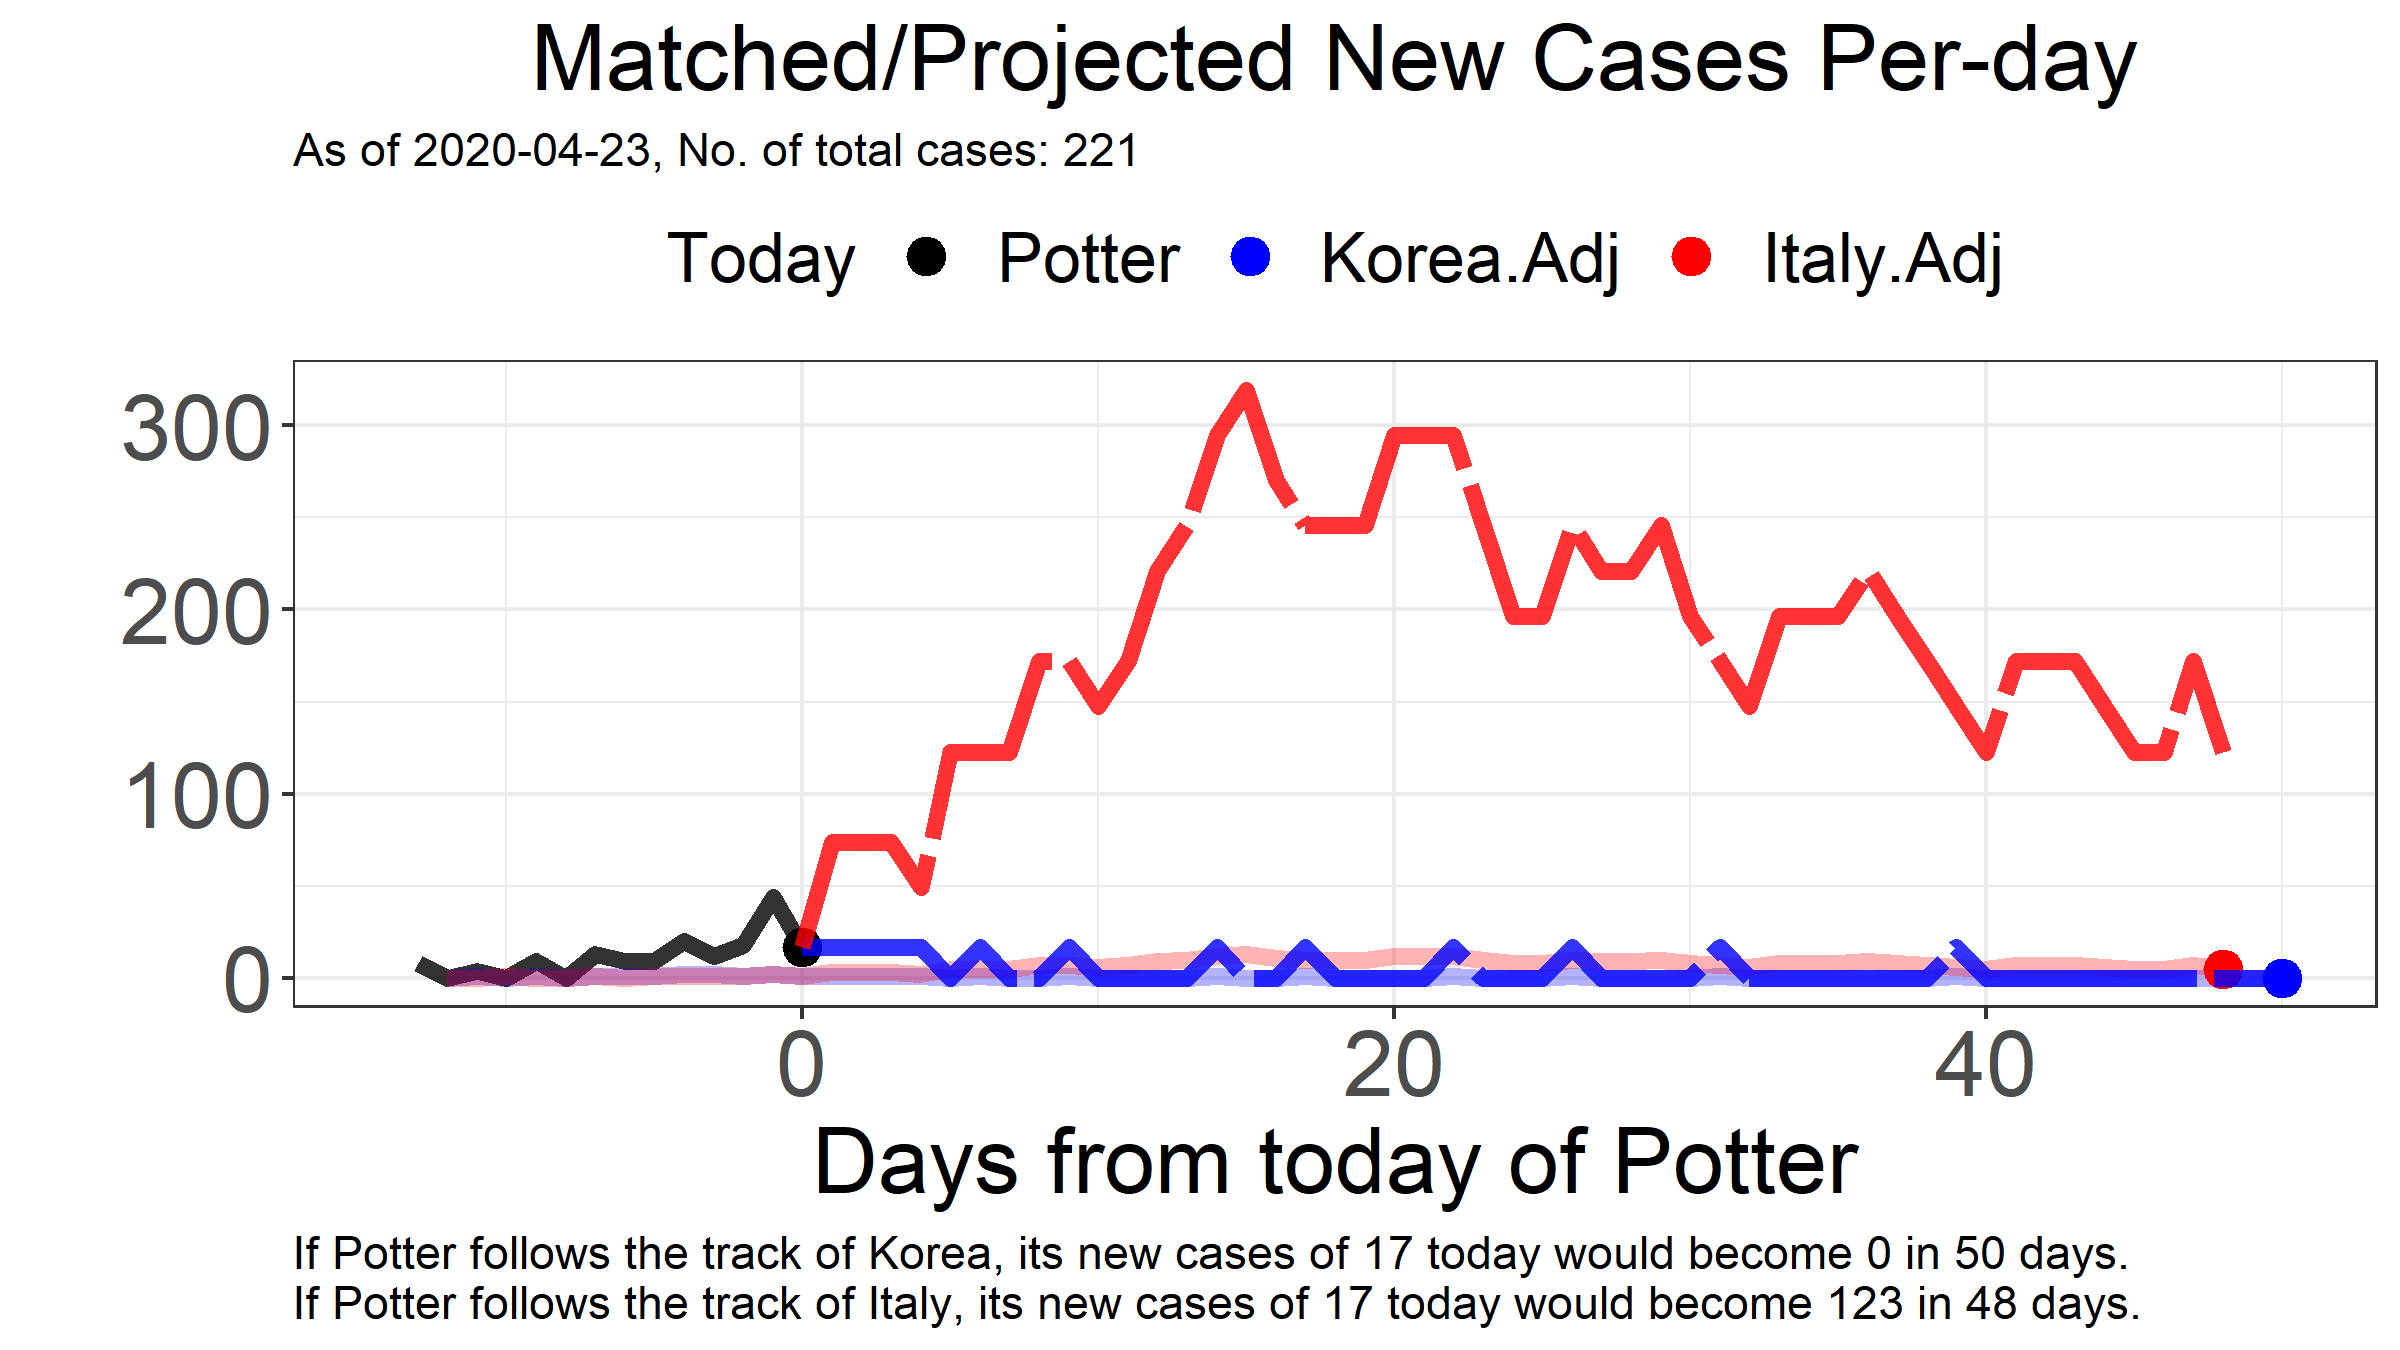 Matched/Projected New Cases Per-day
As of 2020-04-23, No. of total cases: 221
Today Potter Korea.Adj Italy.Adj
300
200
100
0
0 20 40
Days from today of Potter
If Potter follows the track of Korea, its new cases of 17 today would become 0 in 50 days.
If Potter follows the track of Italy, its new cases of 17 today would become 123 in 48 days.